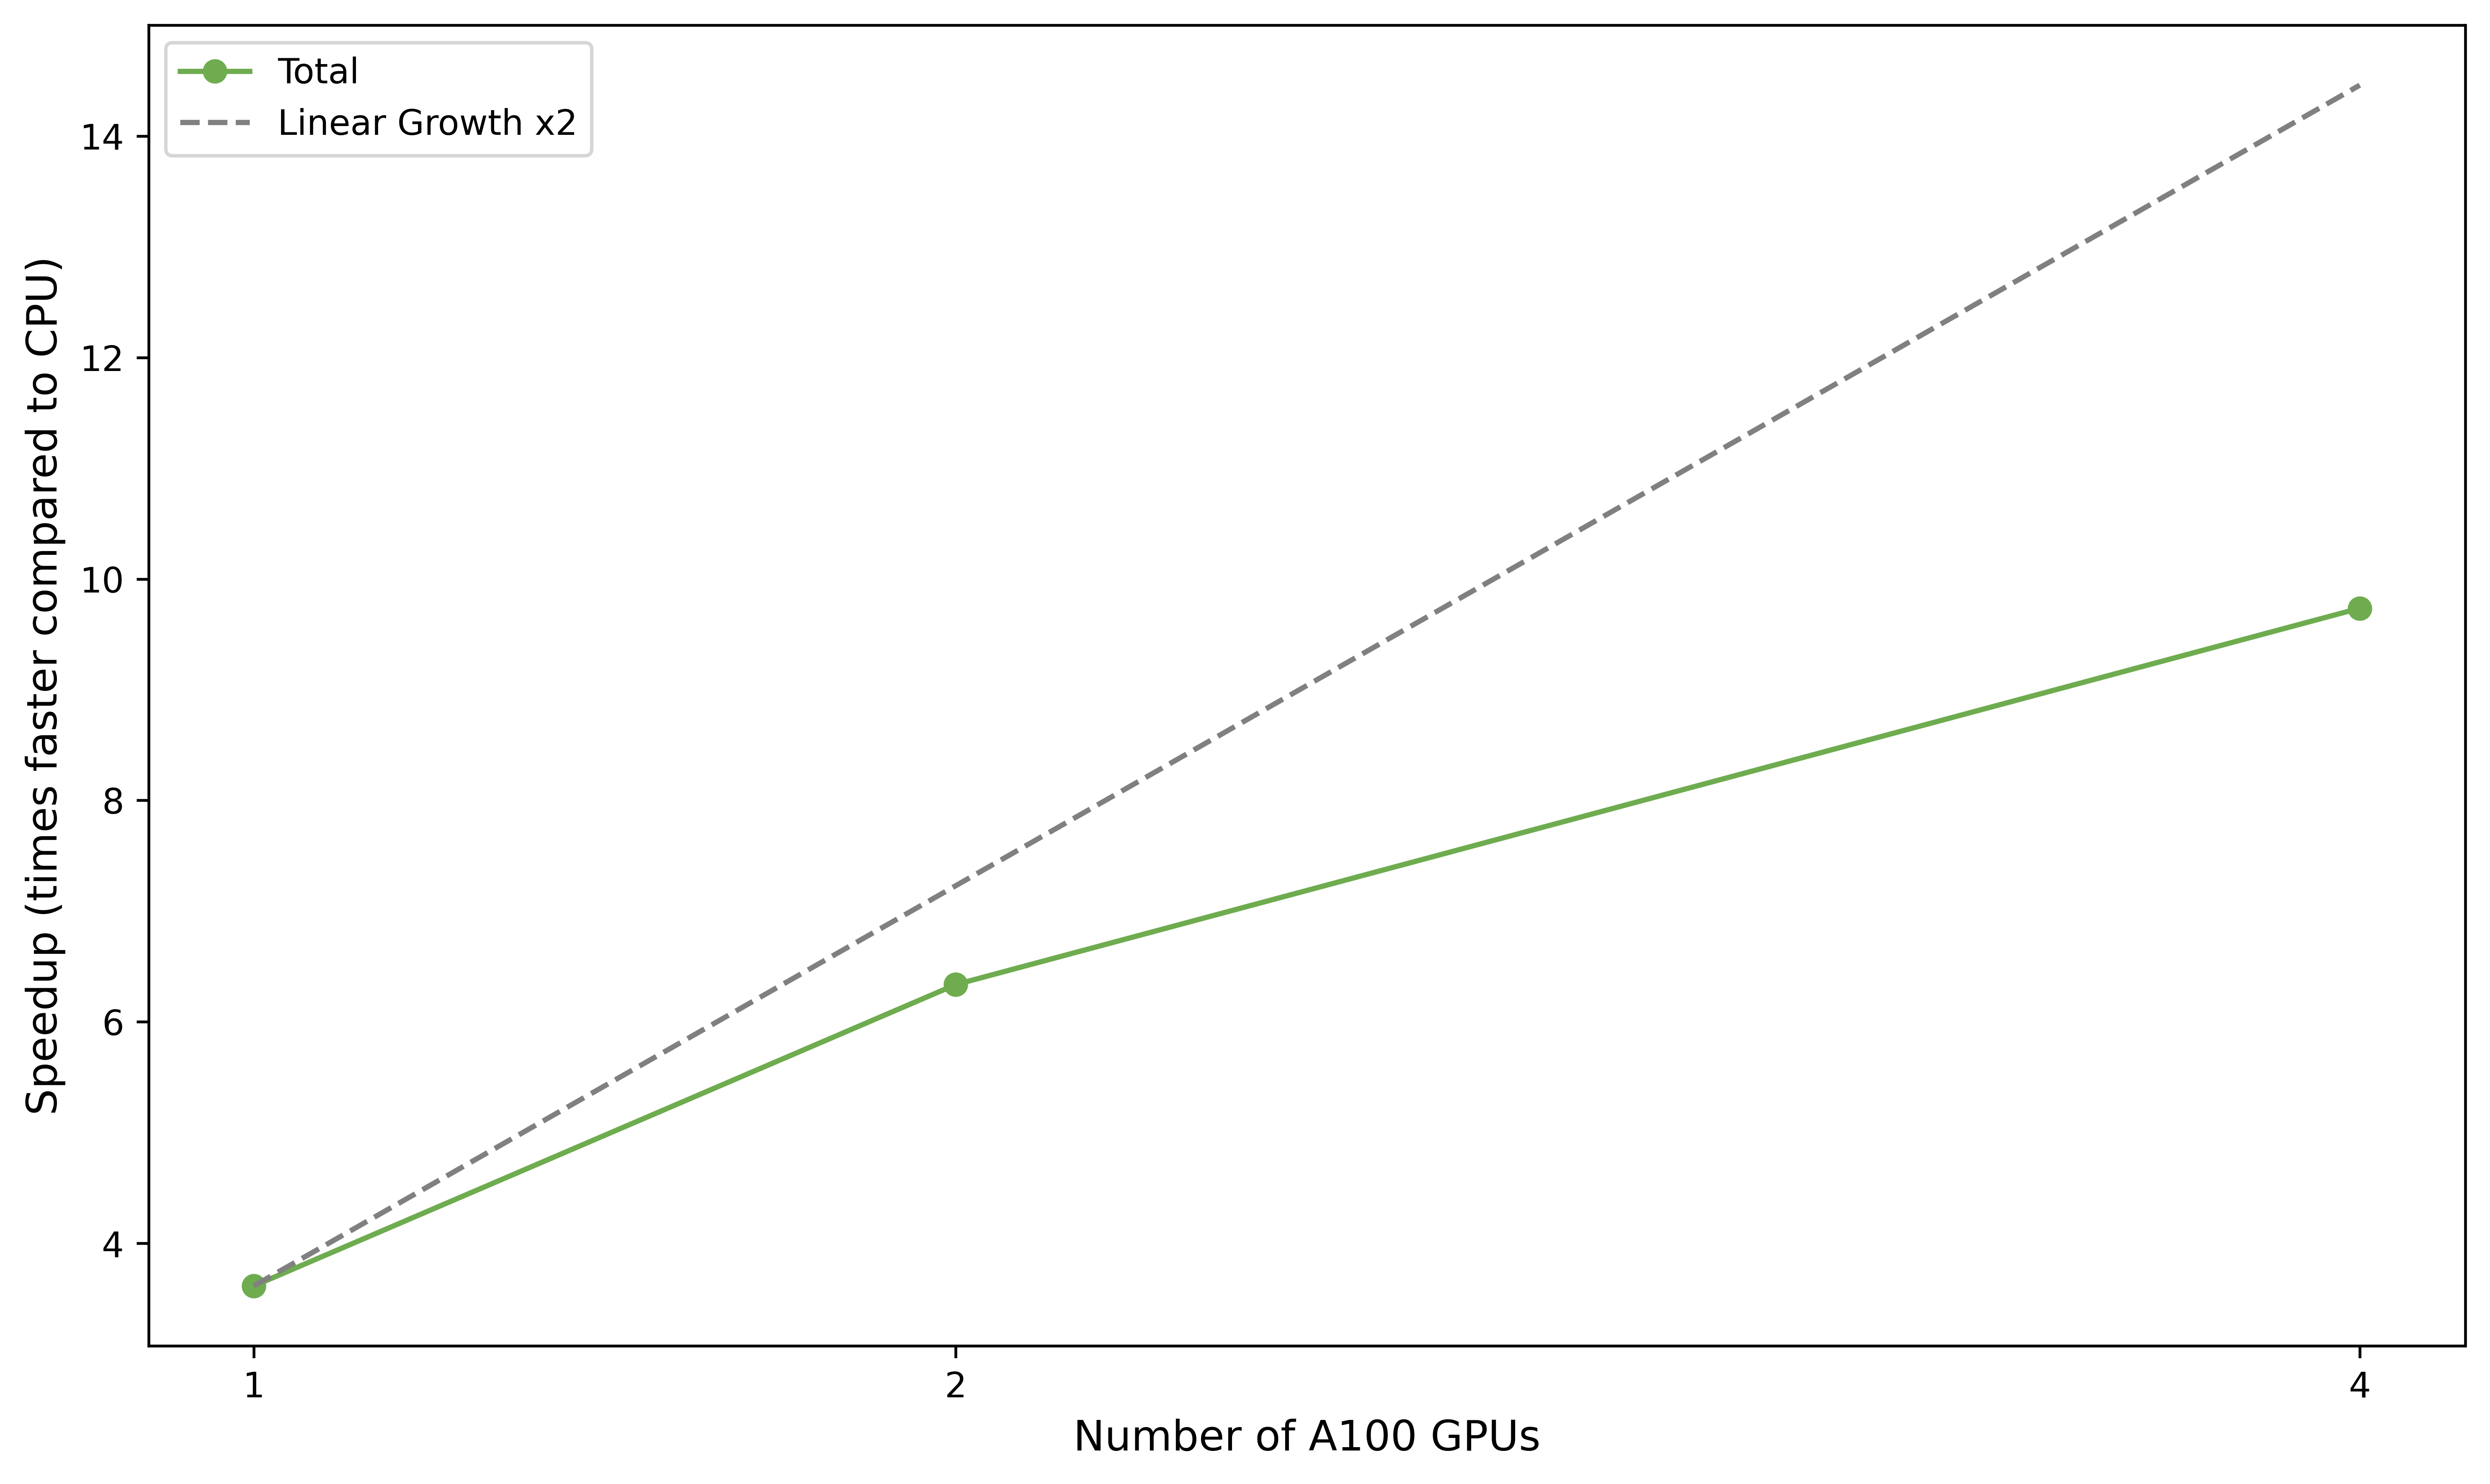 Total
Linear Growth x2
Speedup (times faster compared to CPU)
14
12
10
8
6
4
1
2
4
Number of A100 GPUs